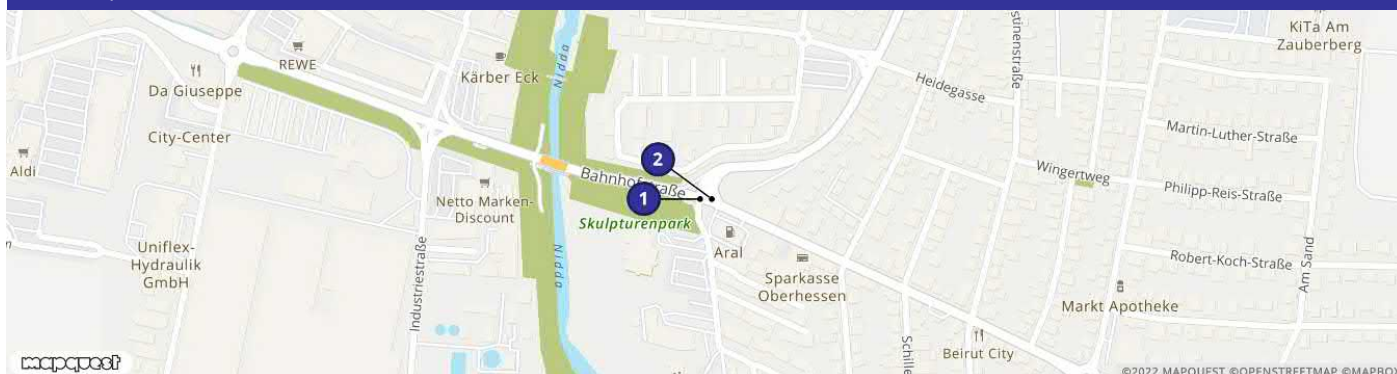 KiTa Am
Zauberberg
REWE
Kärber Eck
Nidda
Heidegasse
Da Giuseppe
City-Center
Martin-Luther-Straße
Aldi
2
Bahnhofstraße
Wingertweg
Philipp-Reis-Straße
1
Netto Marken-
Discount
Skulpturenpark
Uniflex-
Hydraulik
GmbH
Nidda
Aral
Sparkasse
Oberhessen
Industriestraße
Robert-Koch-Straße
Am Sand
Markt Apotheke
Beirut City
mapquest
©2022 MAPQUEST ©OPENSTREETMAP ©MAPBOX